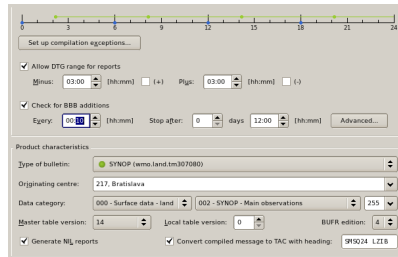 0 3 6 9 12 15 18 21 24
Set up compilation exceptions...
Allow DTG range for reports
Minus: 03:00 [hh:mm] (+) Plus: 03:00 [hh:mm] (-)
Check for BBB additions
Every: 00:10 [hh:mm] Stop after: 0 days 12:00 [hh:mm] Advanced...
Product characteristics
Type of bulletin: SYNOP (wmo.land.tm307080)
Originating centre: 217, Bratislava
Data category: 000 - Surface data - land 002 - SYNOP - Main observations 255
Master table version: 14 Local table version: 0 BUFR edition: 4
Generate NIL reports Convert compiled message to TAC with heading: SMSQ24 LZIB